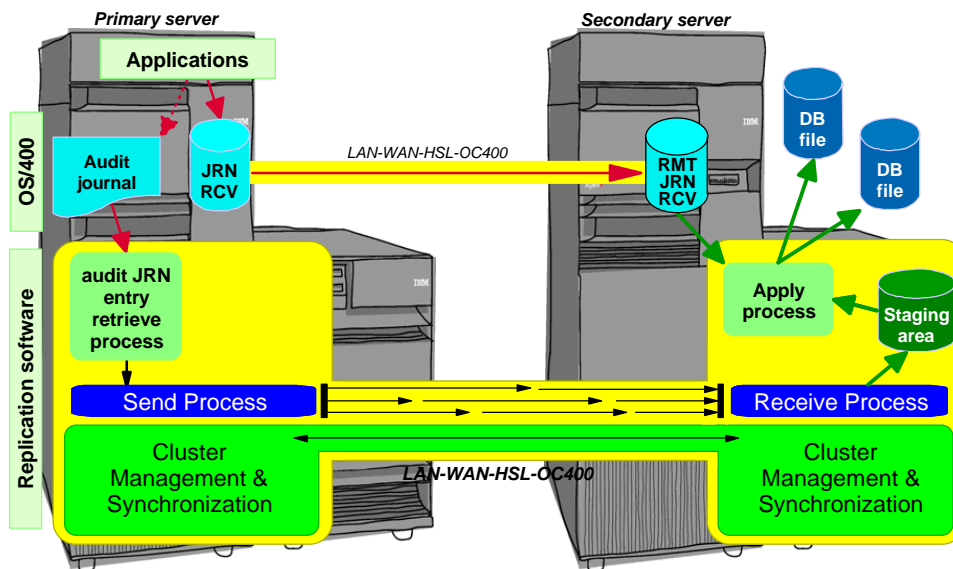 Primary server
Secondary server
Applications
OS/400
Audit
journal
JRN
RCV
LAN-WAN-HSL-OC400
RMT
JRN
RCV
DB
file
DB
file
IBM
IBM
Replication software
audit JRN
entry
retrieve
process
IBM
Apply
process
Staging
area
Send Process
Receive Process
Cluster
Management &
Synchronization
LAN-WAN-HSL-OC400
Cluster
Management &
Synchronization